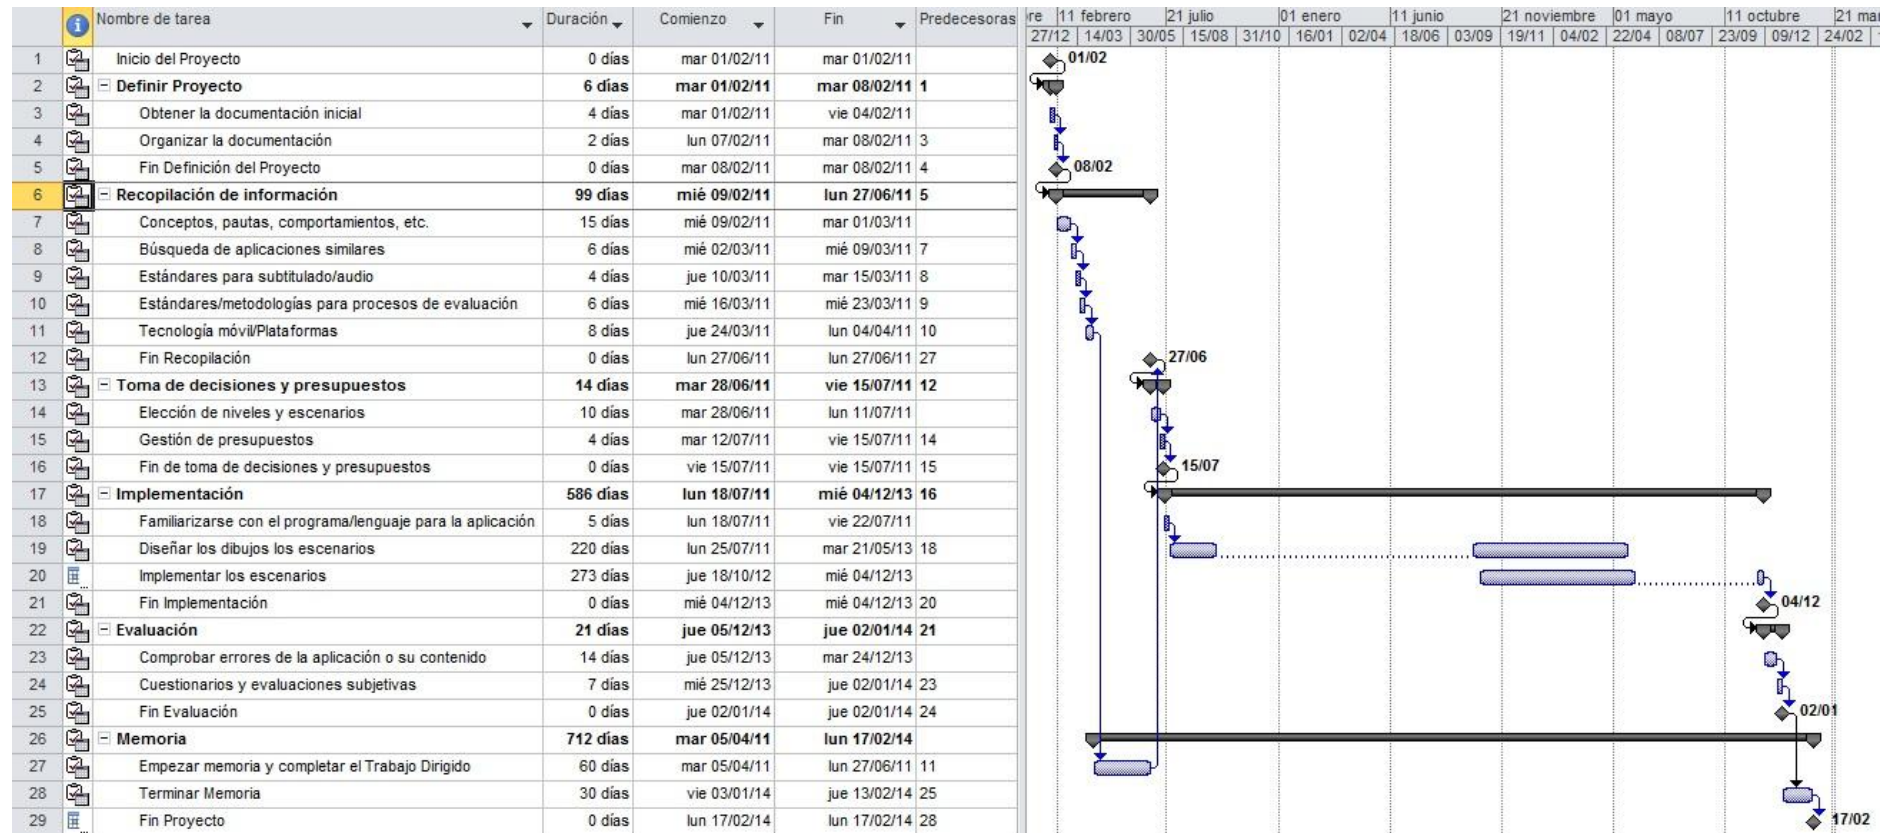 Nombre de tarea Duración Comienzo Fin Predecesoras re 11 febrero 21 julio 01 enero 11 junio 21 noviembre 01 mayo 11 octubre 21 mar
27/12 14/03 30/05 15/08 31/10 16/01 02/04 18/06 03/09 19/11 04/02 22/04 08/07 23/09 09/12 24/02
1 Inicio del Proyecto 0 días mar 01/02/11 mar 01/02/11 01/02
2 Definir Proyecto 6 días mar 01/02/11 mar 08/02/11 1
3 Obtener la documentación inicial 4 días mar 01/02/11 vie 04/02/11
4 Organizar la documentación 2 días lun 07/02/11 mar 08/02/11 3
5 Fin Definición del Proyecto 0 días mar 08/02/11 mar 08/02/11 4 08/02
6 Recopilación de información 99 días mié 09/02/11 lun 27/06/11 5
7 Conceptos, pautas, comportamientos, etc. 15 días mié 09/02/11 mar 01/03/11
8 Búsqueda de aplicaciones similares 6 días mié 02/03/11 mié 09/03/11 7
9 Estándares para subtitulado/audio 4 días jue 10/03/11 mar 15/03/11 8
10 Estándares/metodologías para procesos de evaluación 6 días mié 16/03/11 mié 23/03/11 9
11 Tecnología móvil/Plataformas 8 días jue 24/03/11 lun 04/04/11 10
12 Fin Recopilación 0 días lun 27/06/11 lun 27/06/11 27 27/06
13 Toma de decisiones y presupuestos 14 días mar 28/06/11 vie 15/07/11 12
14 Elección de niveles y escenarios 10 días mar 28/06/11 lun 11/07/11
15 Gestión de presupuestos 4 días mar 12/07/11 vie 15/07/11 14
16 Fin de toma de decisiones y presupuestos 0 días vie 15/07/11 vie 15/07/11 15 15/07
17 Implementación 586 días lun 18/07/11 mié 04/12/13 16
18 Familiarizarse con el programa/lenguaje para la aplicación 5 días lun 18/07/11 vie 22/07/11
19 Diseñar los dibujos los escenarios 220 días lun 25/07/11 mar 21/05/13 18
20 Implementar los escenarios 273 días jue 18/10/12 mié 04/12/13
21 Fin Implementación 0 días mié 04/12/13 mié 04/12/13 20 04/12
22 Evaluación 21 días jue 05/12/13 jue 02/01/14 21
23 Comprobar errores de la aplicación o su contenido 14 días jue 05/12/13 mar 24/12/13
24 Cuestionarios y evaluaciones subjetivas 7 días mié 25/12/13 jue 02/01/14 23
25 Fin Evaluación 0 días jue 02/01/14 jue 02/01/14 24 02/01
26 Memoria 712 días mar 05/04/11 lun 17/02/14
27 Empezar memoria y completar el Trabajo Dirigido 60 días mar 05/04/11 lun 27/06/11 11
28 Terminar Memoria 30 días vie 03/01/14 jue 13/02/14 25
29 Fin Proyecto 0 días lun 17/02/14 lun 17/02/14 28 17/02